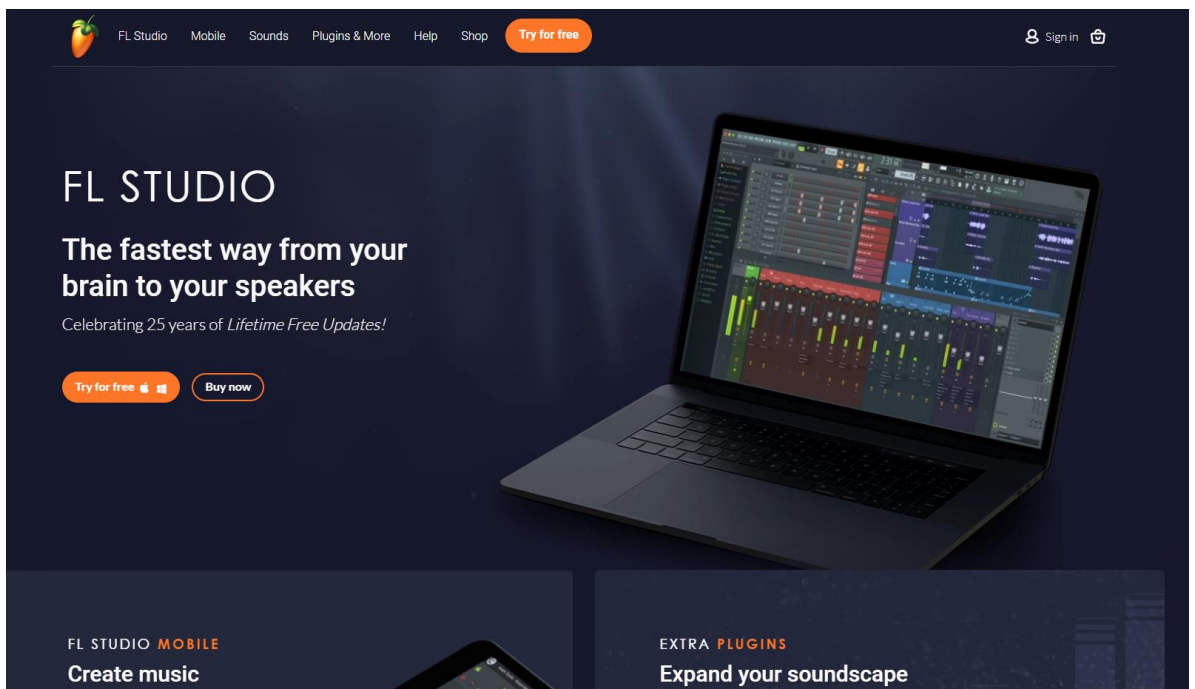 FL Studio
Mobile
Sounds
Plugins & More
Help
Shop
Try for free
Sign in
FL STUDIO
The fastest way from your
brain to your speakers
Celebrating 25 years of Lifetime Free Updates!
Try for free
Buy now
FL STUDIO MOBILE
Create music
EXTRA PLUGINS
Expand your soundscape